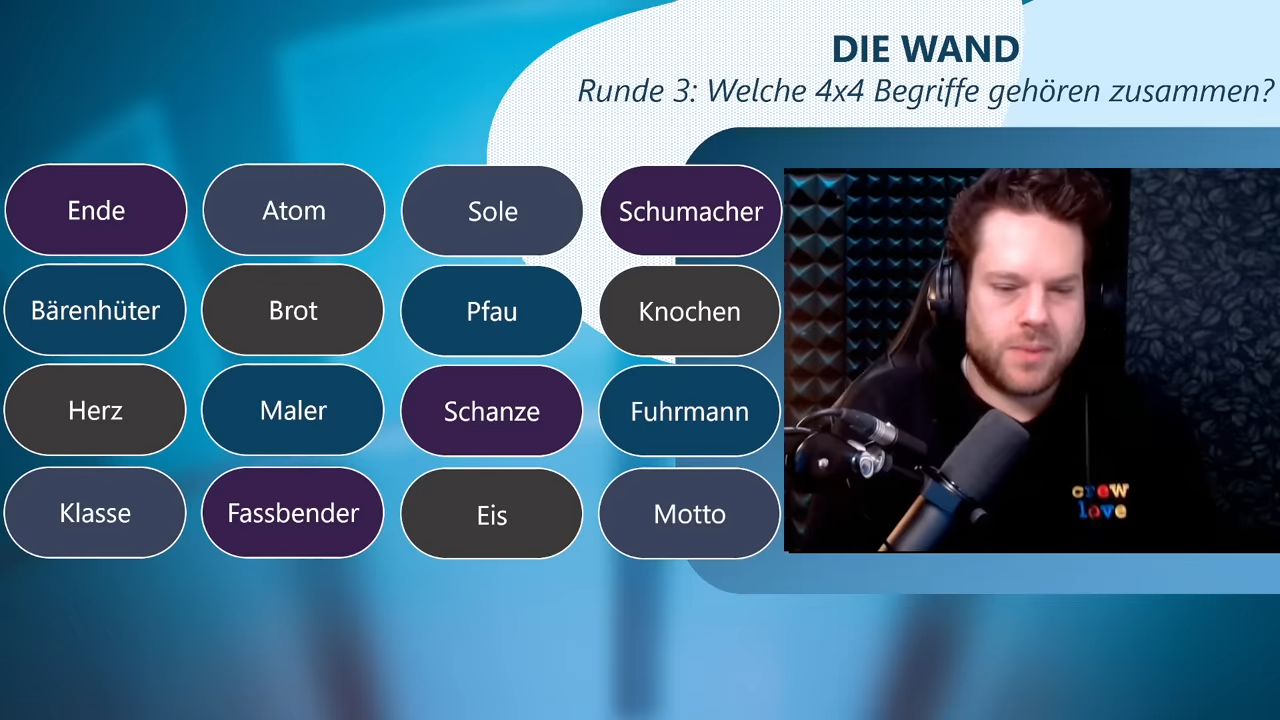 DIE WAND
Runde 3: Welche 4x4 Begriffe gehören zusammen?
Ende
Atom
Sole
Schumacher
Bärenhüter
Brot
Pfau
Knochen
Herz
Maler
Schanze
Fuhrmann
Klasse
Fassbender
Eis
Motto
crew
love